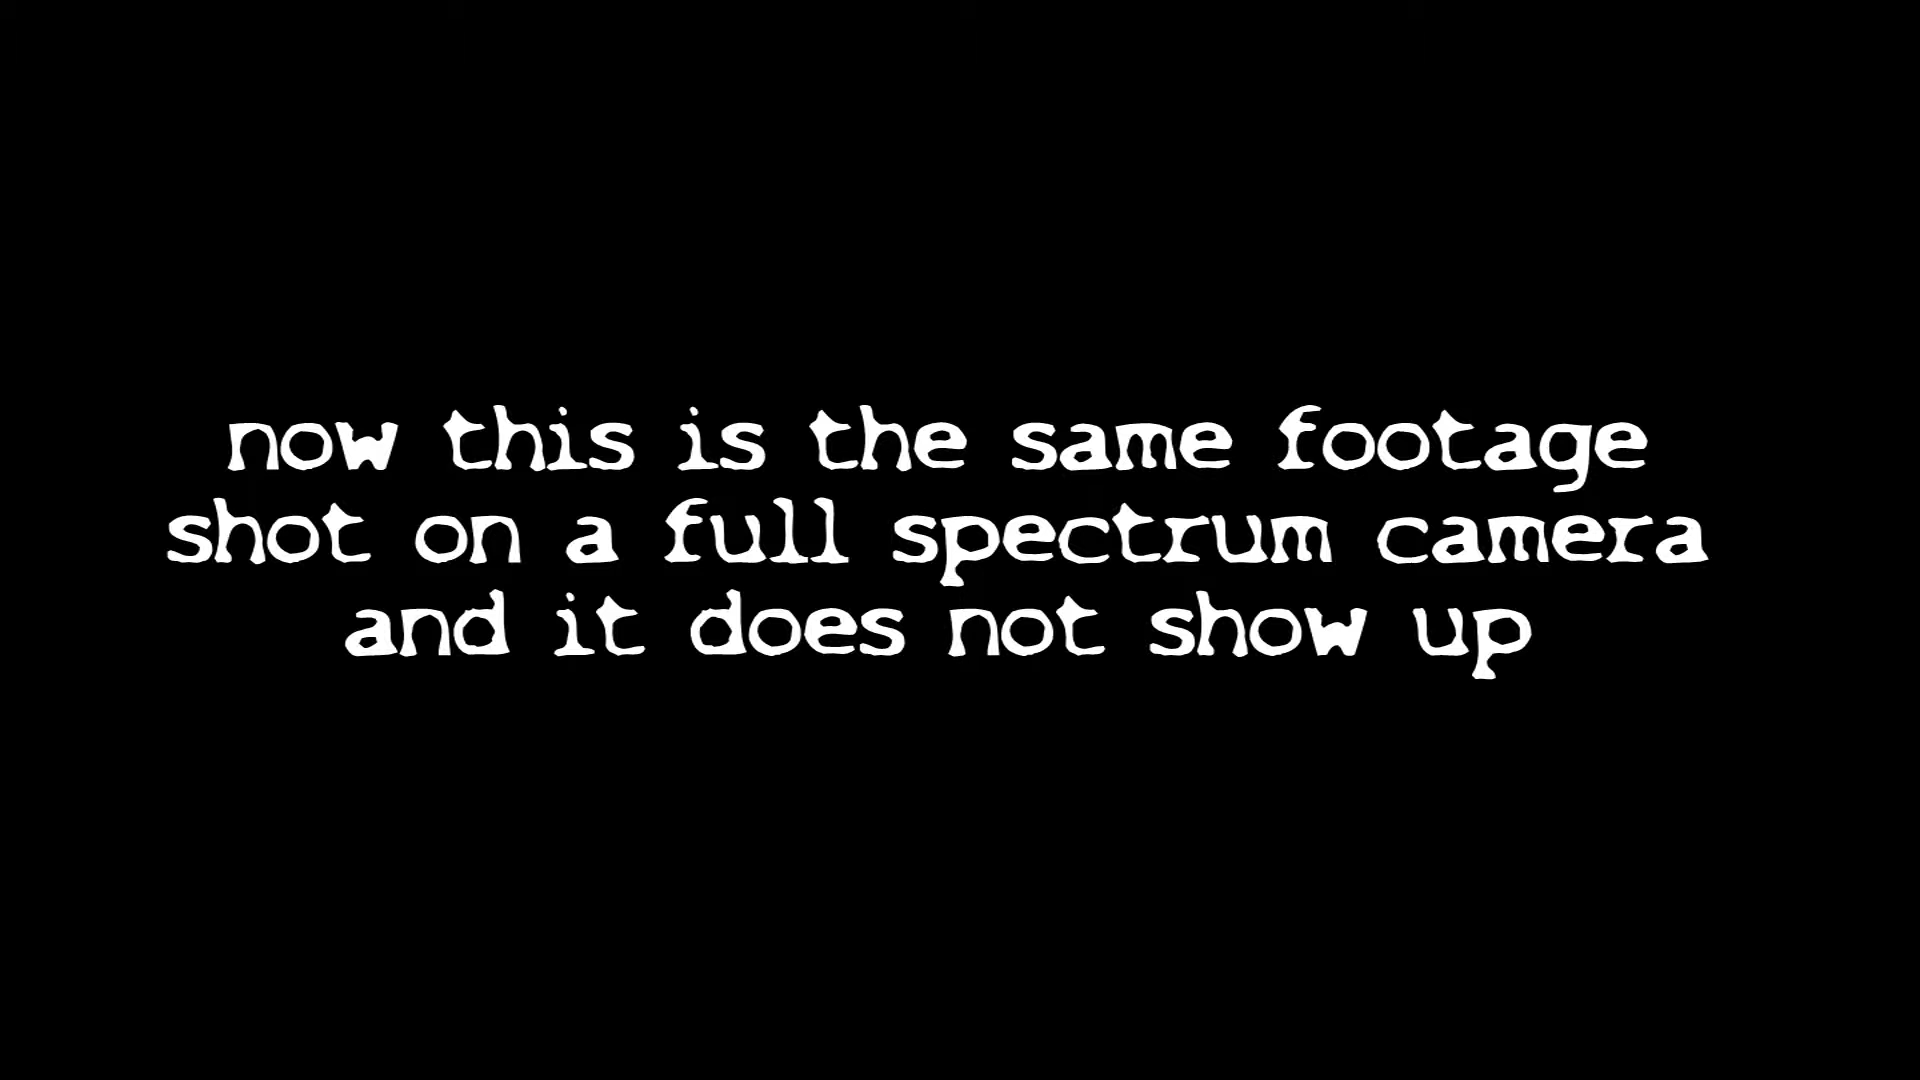 now this is the same footage
shot on a full spectrum camera
and it does not show up